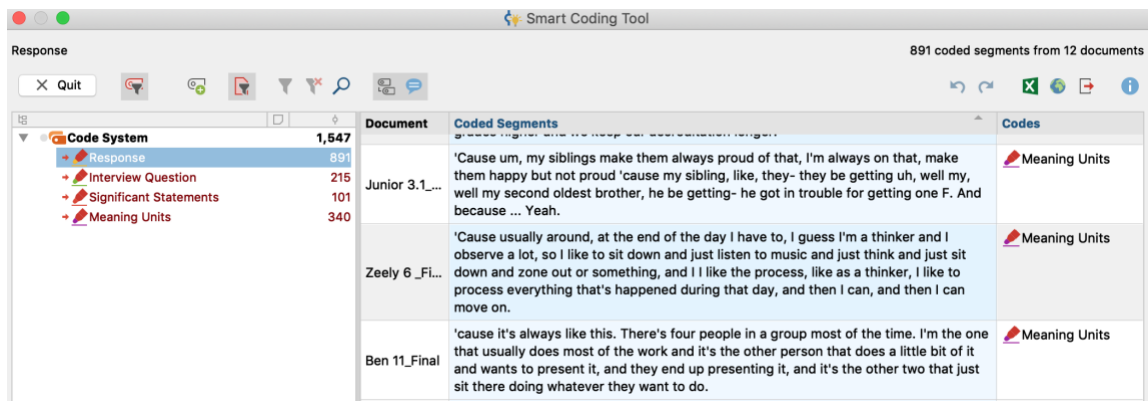 Smart Coding Tool
Response
891 coded segments from 12 documents
Quit
Code System 1,547
Response 891
Interview Question 215
Significant Statements 101
Meaning Units 340
Document Coded Segments Codes
grades higher and we keep our accreditation longer.
Junior 3.1_...
'Cause um, my siblings make them always proud of that, I'm always on that, make
them happy but not proud 'cause my sibling, like, they- they be getting uh, well my,
well my second oldest brother, he be getting- he got in trouble for getting one F. And
because ... Yeah.
Meaning Units
Zeely 6 _Fi...
'Cause usually around, at the end of the day I have to, I guess I'm a thinker and I
observe a lot, so I like to sit down and just listen to music and just think and just sit
down and zone out or something, and I I like the process, like as a thinker, I like to
process everything that's happened during that day, and then I can, and then I can
move on.
Meaning Units
Ben 11_Final
'cause it's always like this. There's four people in a group most of the time. I'm the one
that usually does most of the work and it's the other person that does a little bit of it
and wants to present it, and they end up presenting it, and it's the other two that just
sit there doing whatever they want to do.
Meaning Units